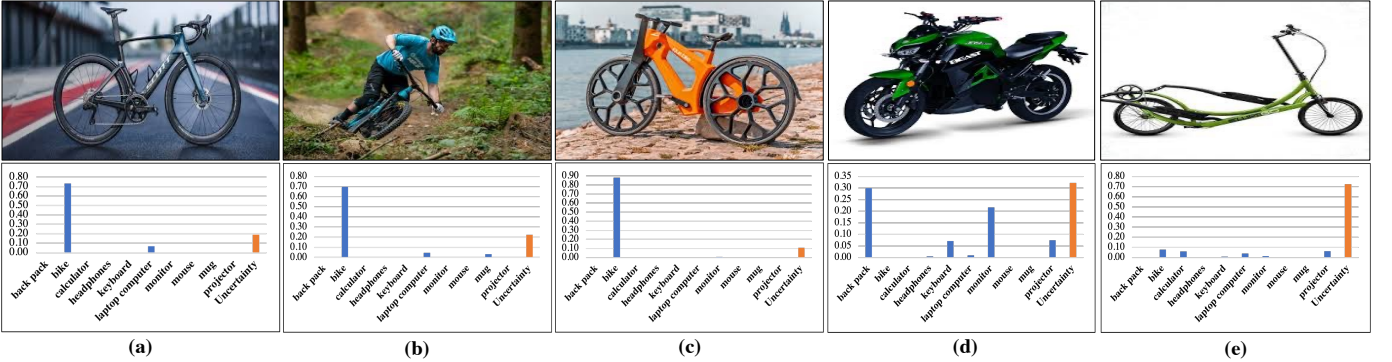 0.80
0.70
0.60
0.50
0.40
0.30
0.20
0.10
0.00
back pack
bike
calculator
headphones
keyboard
laptop computer
monitor
mouse
mug
projector
Uncertainty
(a)
0.80
0.70
0.60
0.50
0.40
0.30
0.20
0.10
0.00
back pack
bike
calculator
headphones
keyboard
laptop computer
monitor
mouse
mug
projector
Uncertainty
(b)
0.90
0.80
0.70
0.60
0.50
0.40
0.30
0.20
0.10
0.00
back pack
bike
calculator
headphones
keyboard
laptop computer
monitor
mouse
mug
projector
Uncertainty
(c)
0.35
0.30
0.25
0.20
0.15
0.10
0.05
0.00
back pack
bike
calculator
headphones
keyboard
laptop computer
monitor
mouse
mug
projector
Uncertainty
(d)
0.80
0.70
0.60
0.50
0.40
0.30
0.20
0.10
0.00
back pack
bike
calculator
headphones
keyboard
laptop computer
monitor
mouse
mug
projector
Uncertainty
(e)